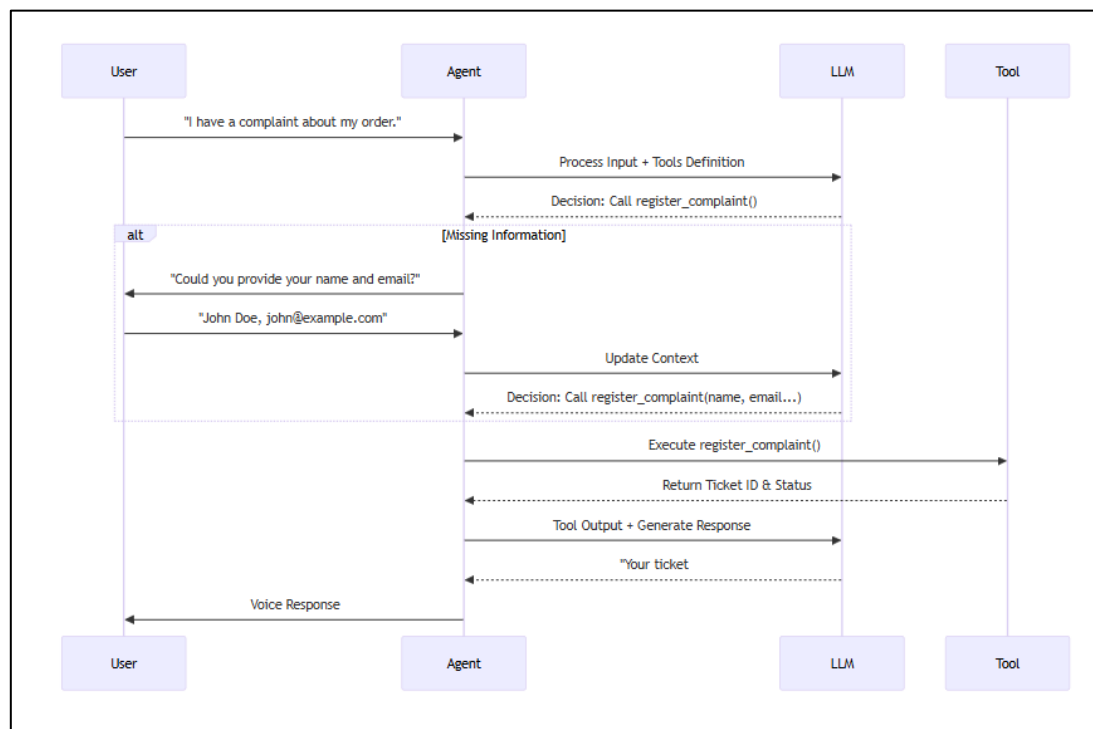 User Agent LLM Tool
"I have a complaint about my order."
Process Input + Tools Definition
Decision: Call register_complaint()
alt [Missing Information]
"Could you provide your name and email?"
"John Doe, john@example.com"
Update Context
Decision: Call register_complaint(name, email...)
Execute register_complaint()
Return Ticket ID & Status
Tool Output + Generate Response
"Your ticket
Voice Response
User Agent LLM Tool